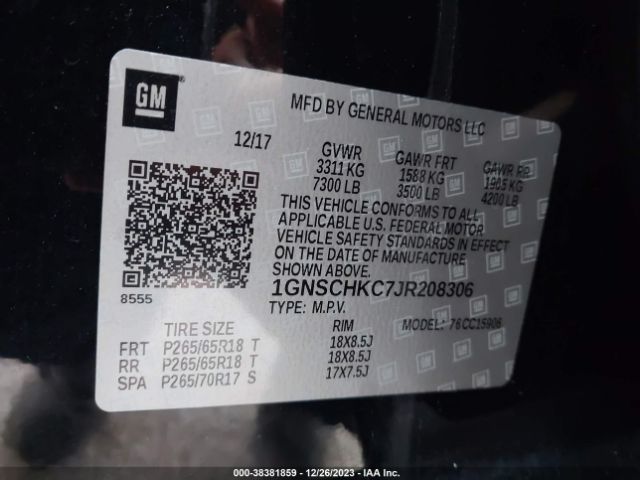 GM
®
MFD BY GENERAL MOTORS LLC
12/17
GVWR GAWR FRT GAWR RR
3311 KG 1588 KG 1905 KG
7300 LB 3500 LB 4200 LB
THIS VEHICLE CONFORMS TO ALL
APPLICABLE U.S. FEDERAL MOTOR
VEHICLE SAFETY STANDARDS IN EFFECT
ON THE DATE OF MANUFACTURE
SHOWN ABOVE.
8555
1GNSCHKC7JR208306
TYPE: M.P.V. MODEL: 76CC15906
TIRE SIZE RIM
FRT P265/65R18 T 18X8.5J
RR P265/65R18 T 18X8.5J
SPA P265/70R17 S 17X7.5J
000-38381859 • 12/26/2023 • IAA Inc.